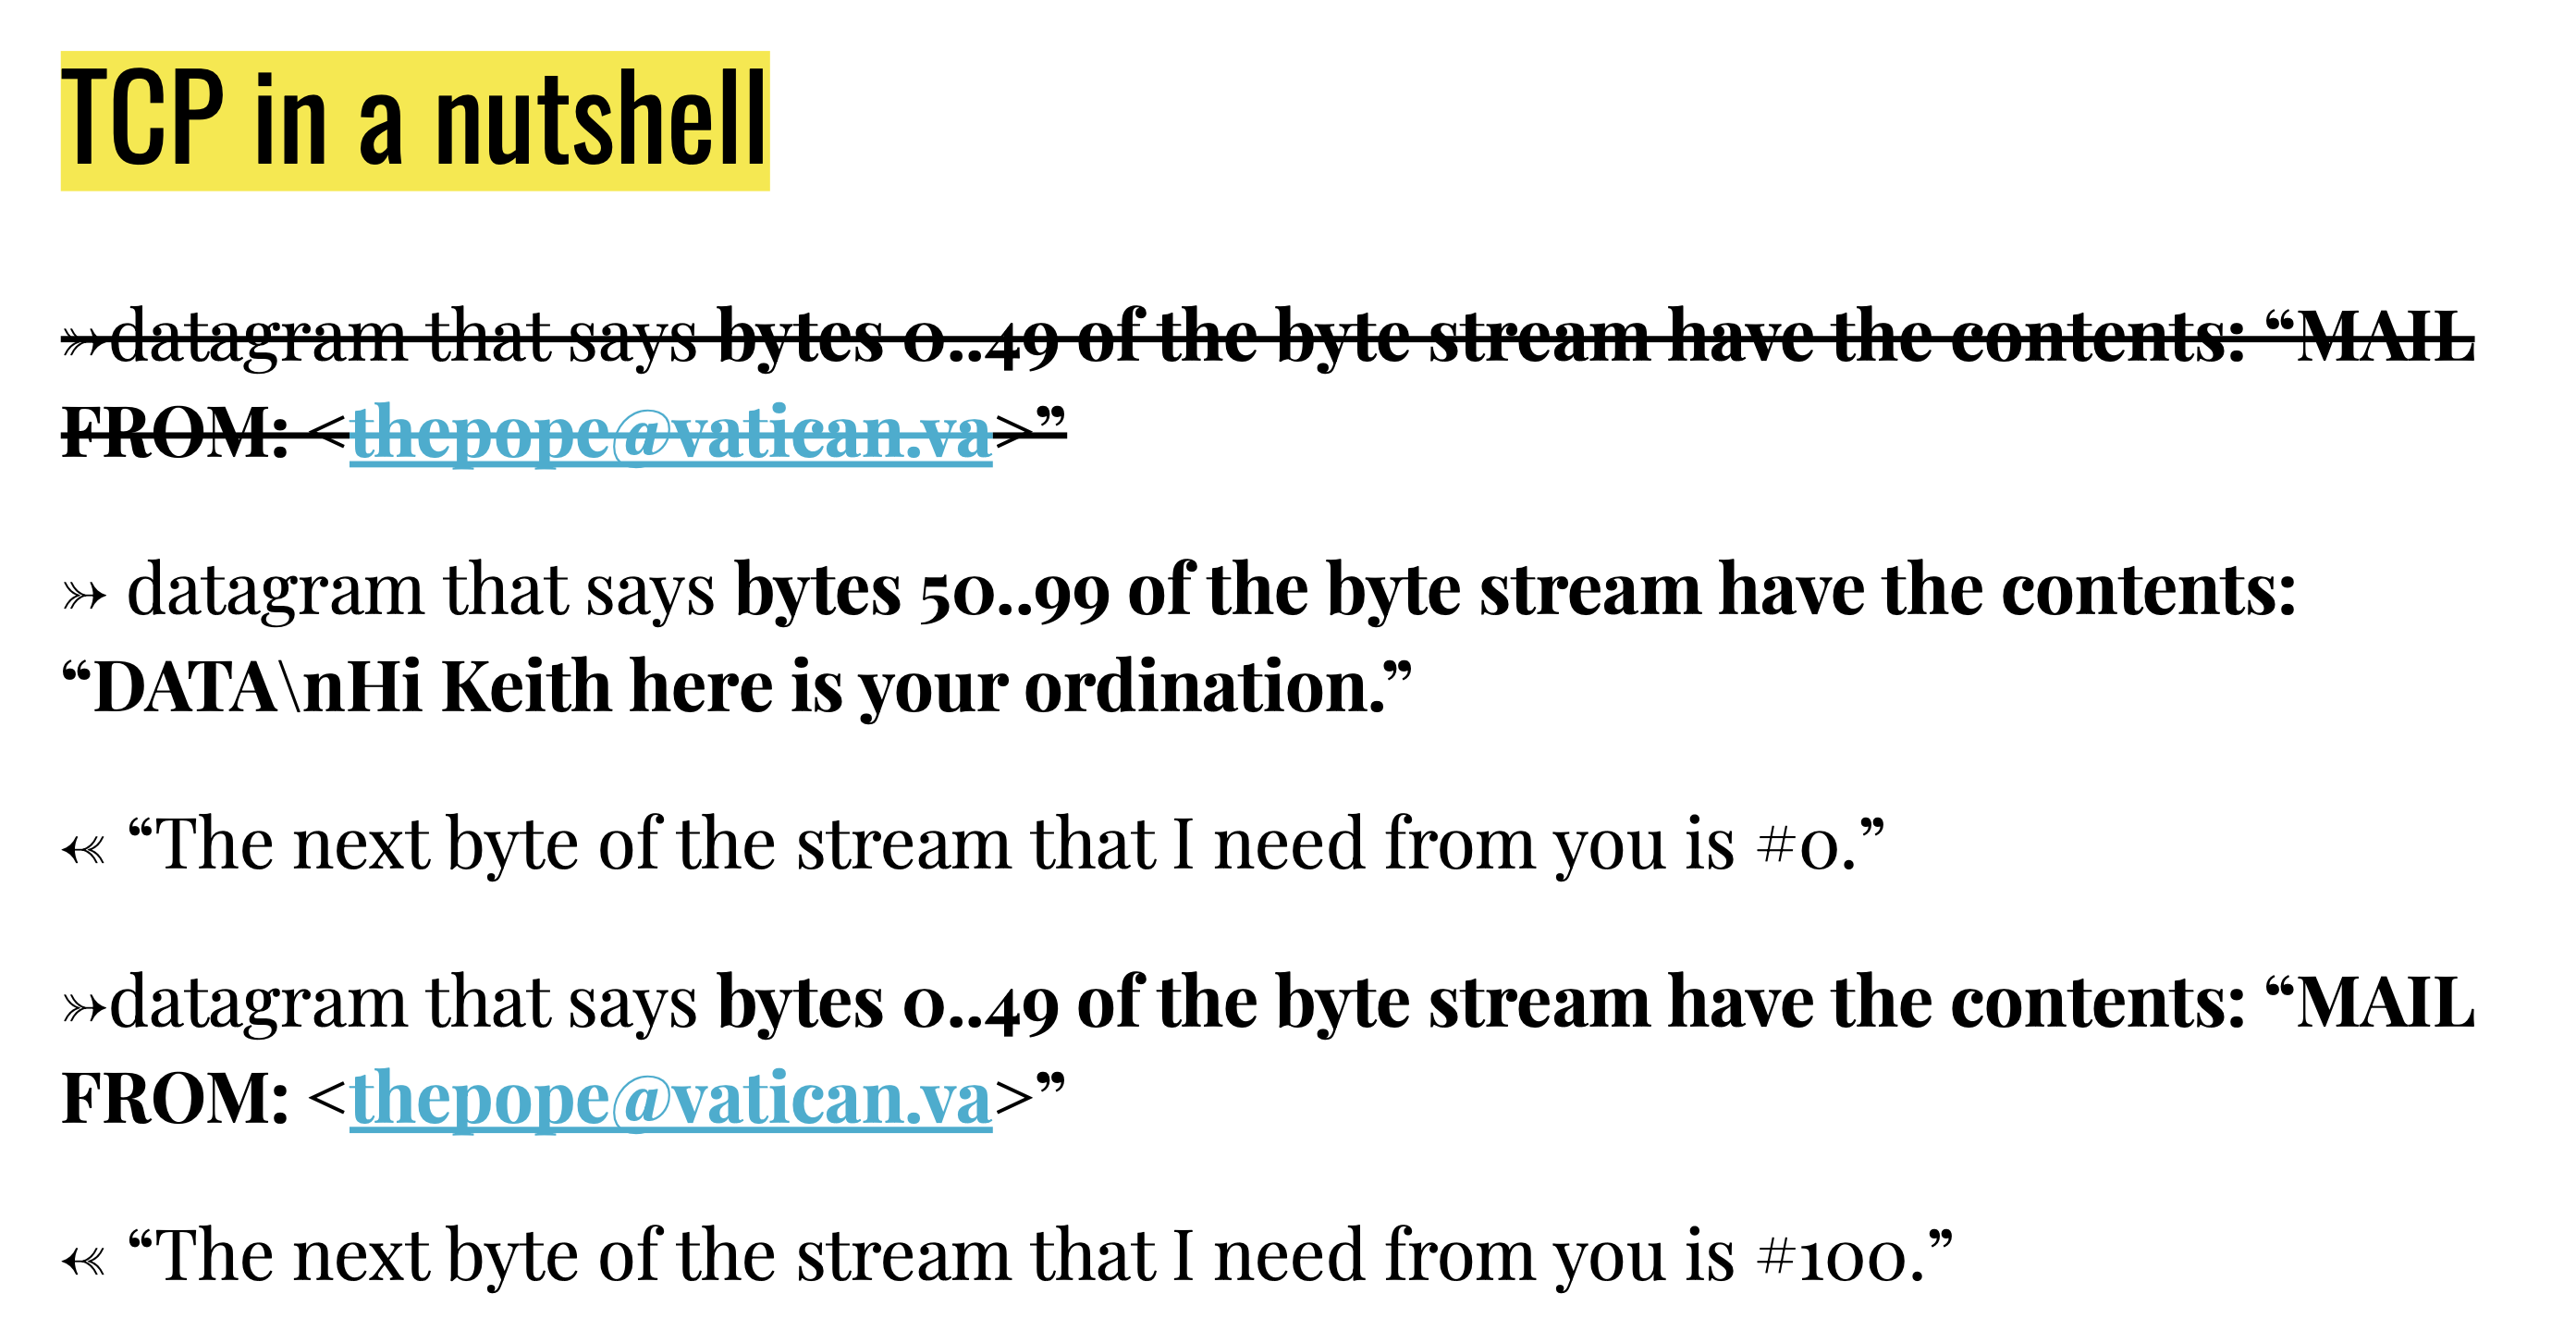 TCP in a nutshell
⤖datagram that says bytes 0..49 of the byte stream have the contents: “MAIL
FROM: <thepope@vatican.va>”
⤖ datagram that says bytes 50..99 of the byte stream have the contents:
“DATA\nHi Keith here is your ordination.”
⬻ “The next byte of the stream that I need from you is #0.”
⤖datagram that says bytes 0..49 of the byte stream have the contents: “MAIL
FROM: <thepope@vatican.va>”
⬻ “The next byte of the stream that I need from you is #100.”